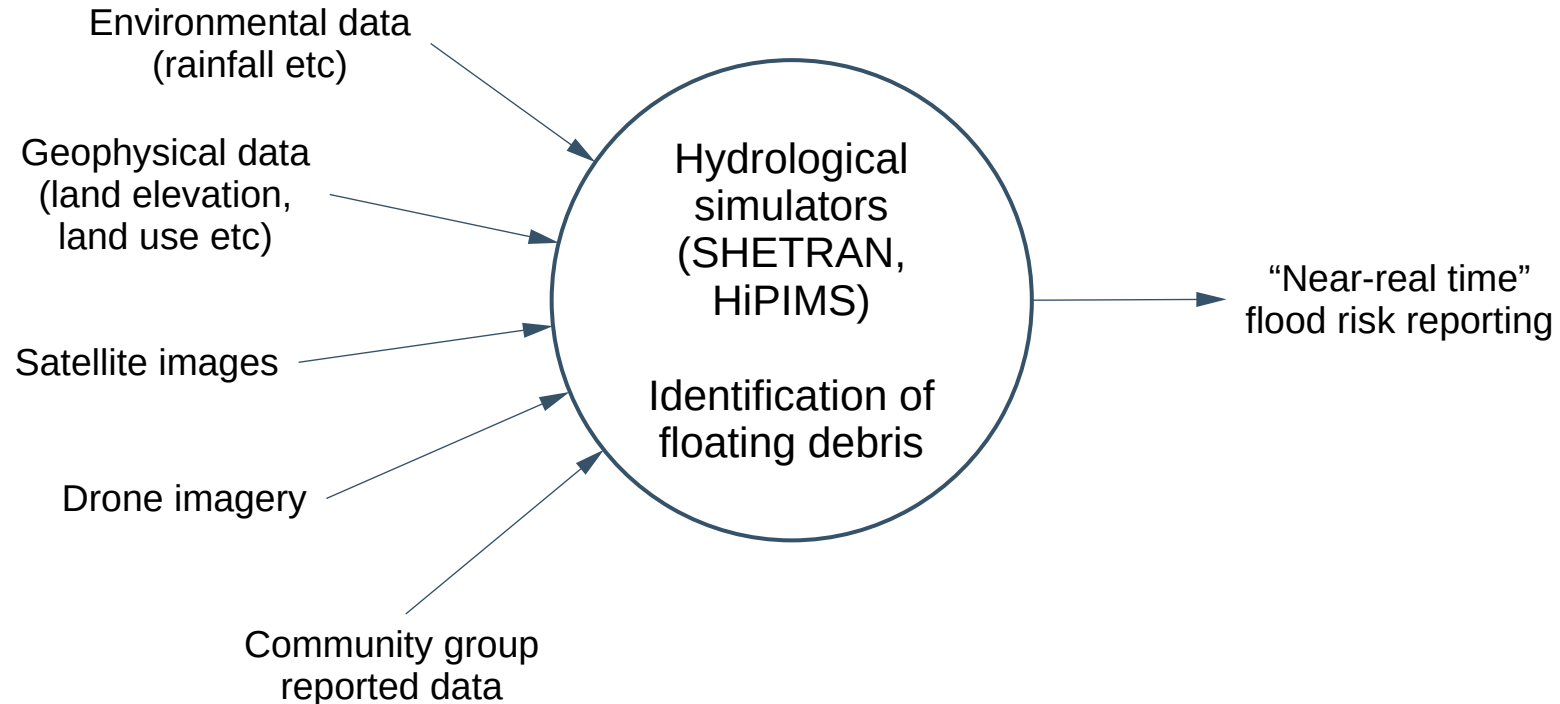 Environmental data
(rainfall etc)
Geophysical data
(land elevation,
land use etc)
Satellite images
Drone imagery
Community group
reported data
Hydrological
simulators
(SHETRAN,
HiPIMS)
Identification of
floating debris
“Near-real time”
flood risk reporting